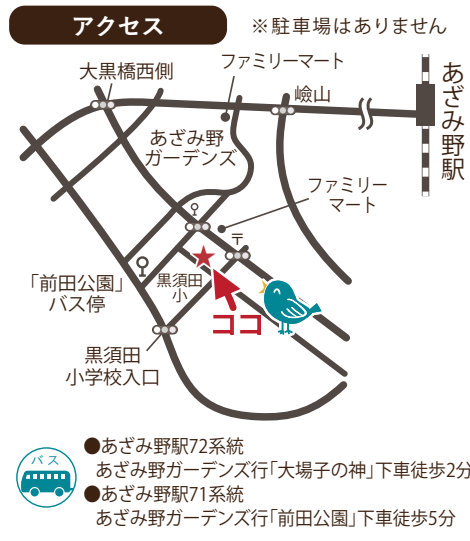 アクセス
※駐車場はありません
大黒橋西側
ファミリーマート
嶮山
あざみ野駅
あざみ野
ガーデンズ
ファミリー
マート
〒
「前田公園」
バス停
黒須田
小
ココ
黒須田
小学校入口
バス
●あざみ野駅72系統
あざみ野ガーデンズ行「大場子の神」下車徒歩2分
●あざみ野駅71系統
あざみ野ガーデンズ行「前田公園」下車徒歩5分